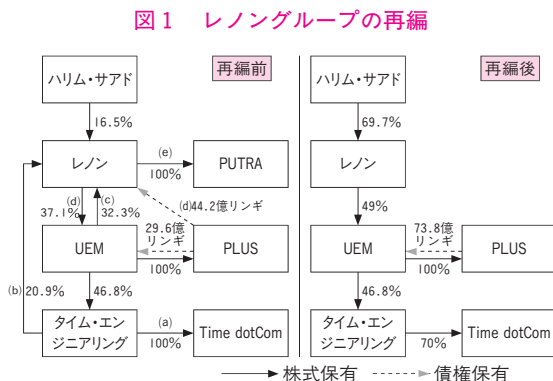 図1 レノングループの再編
再編前
ハリム・サアド
16.5%
レノン
(e)
100%
PUTRA
(d)
37.1%
(c)
32.3%
(d)44.2億リンギ
29.6億
リンギ
UEM
100%
PLUS
(b)
20.9%
46.8%
タイム・エン
ジニアリング
(a)
100%
Time dotCom
再編後
ハリム・サアド
69.7%
レノン
49%
73.8億
リンギ
UEM
100%
PLUS
46.8%
タイム・エン
ジニアリング
70%
Time dotCom
株式保有
債権保有